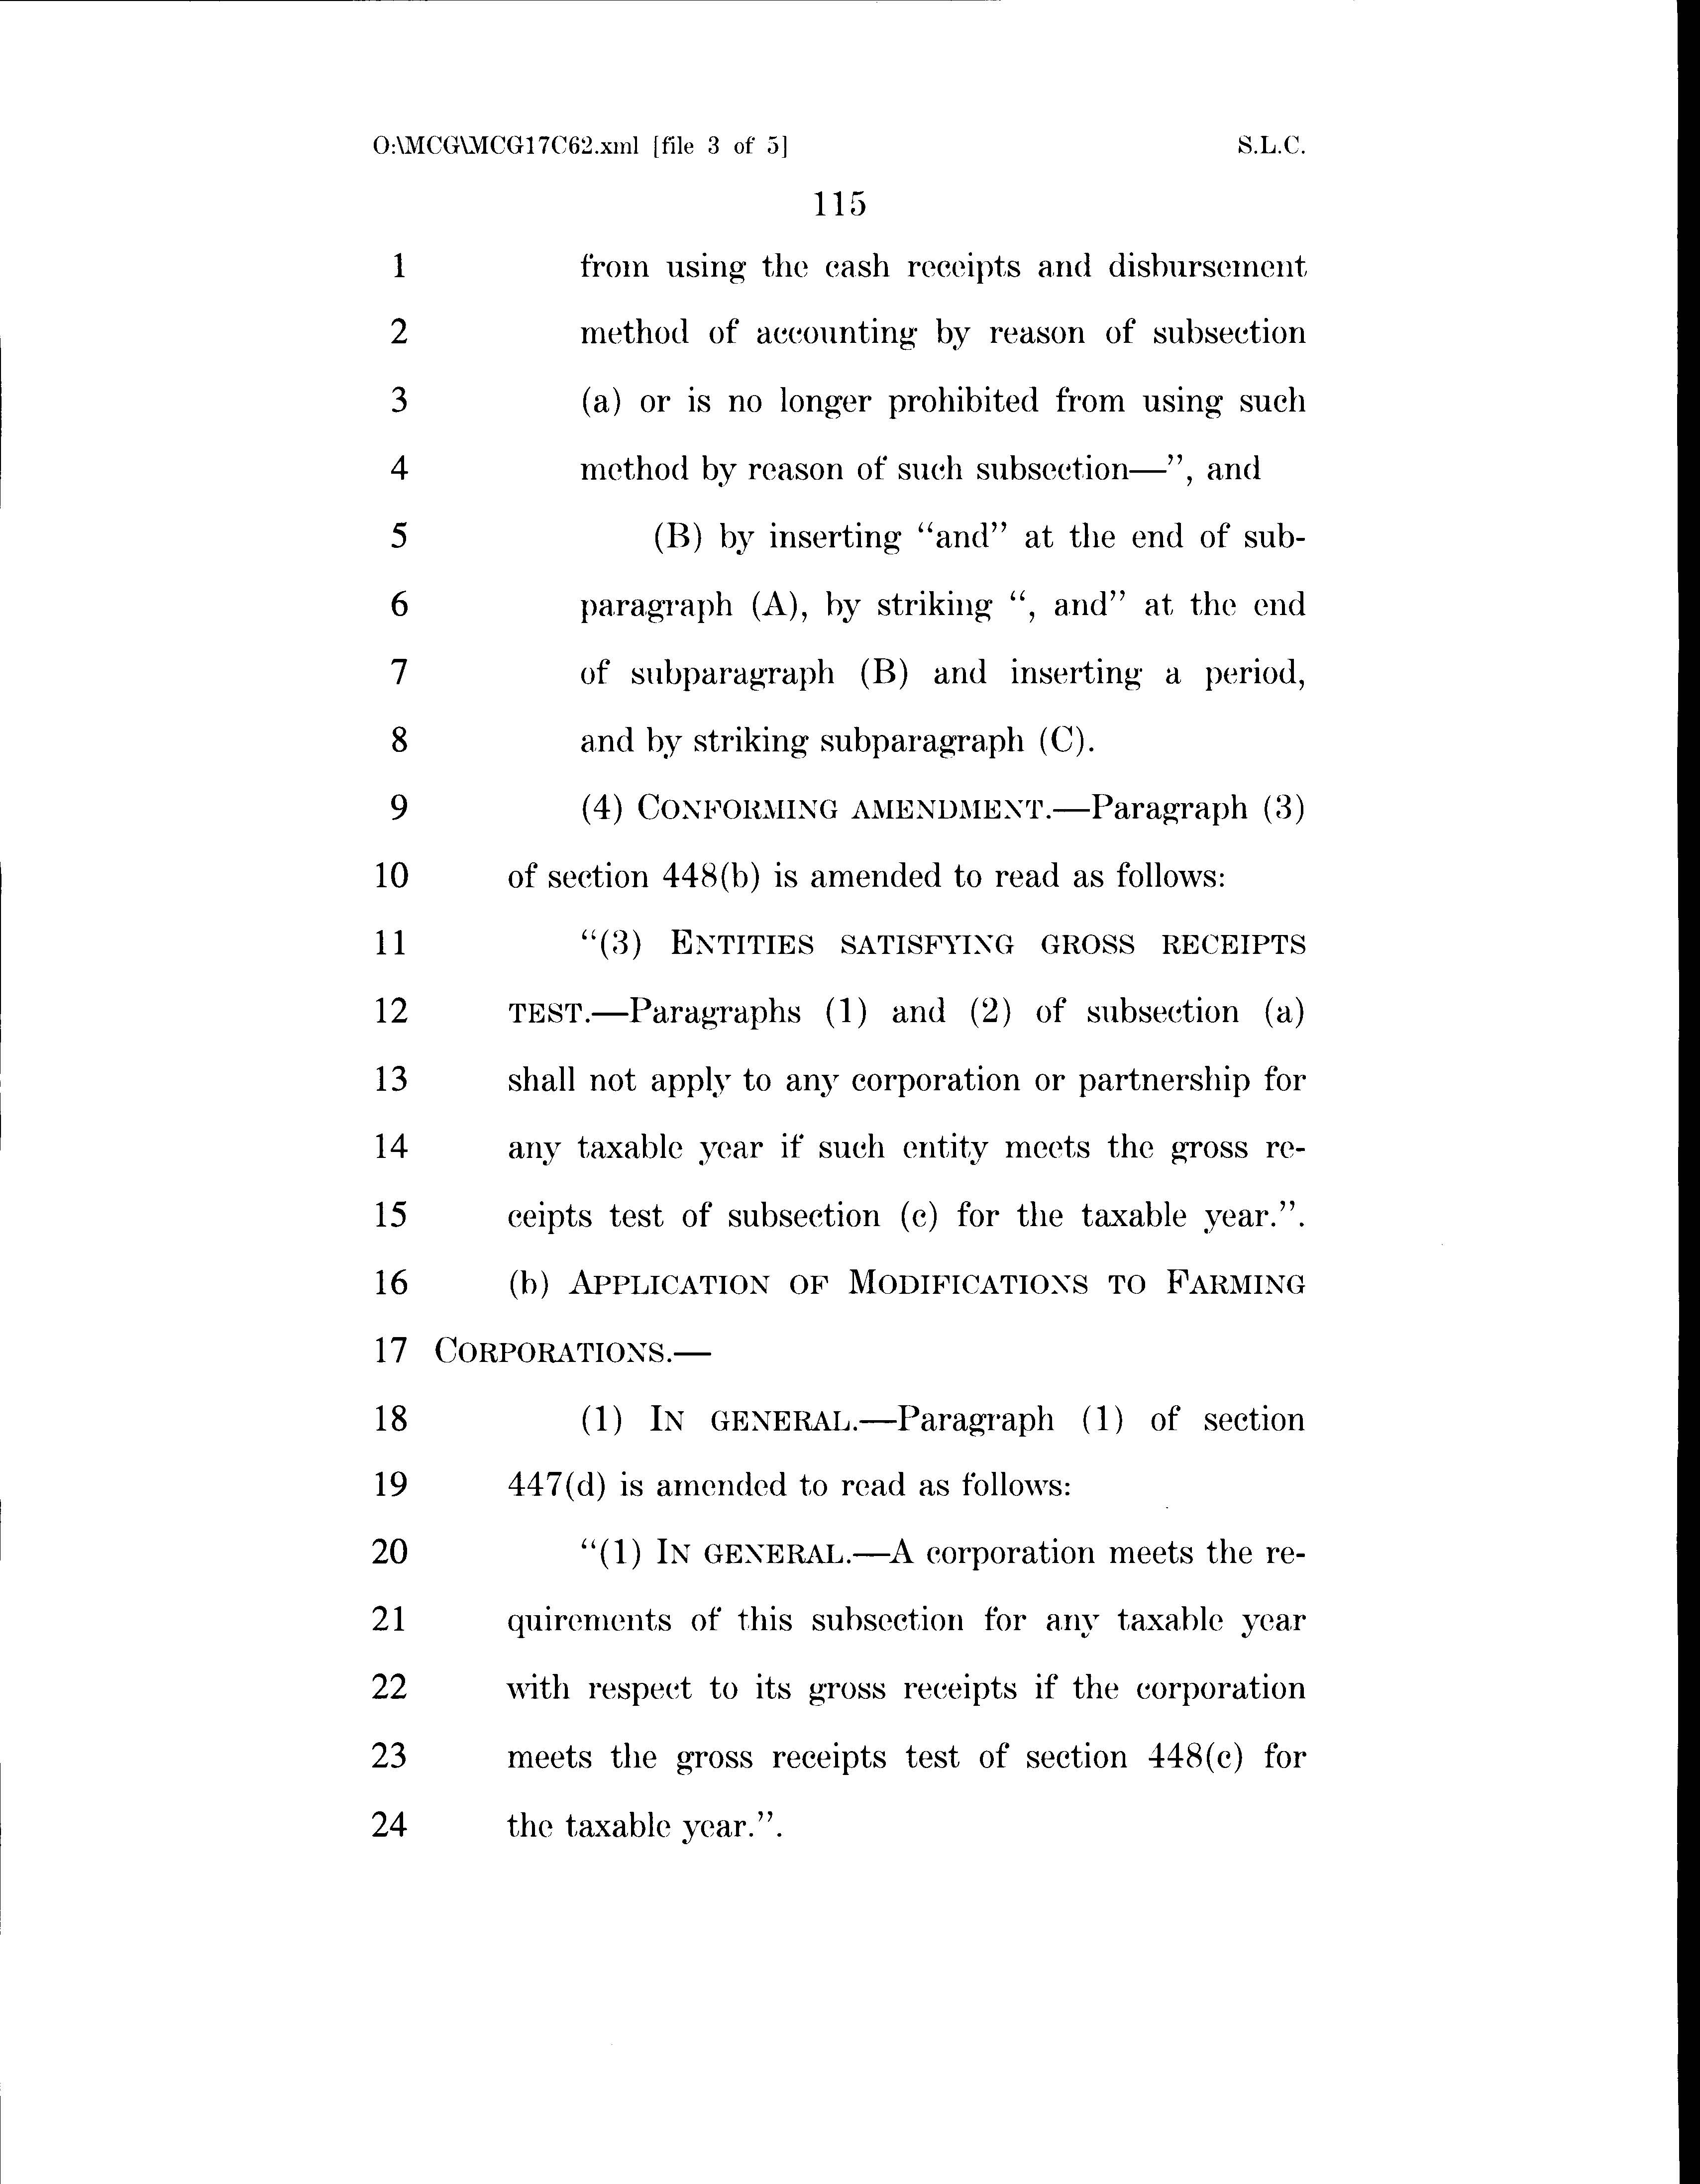 O:\MCG\MCG17C62.xml [file 3 of 5] S.L.C.
115
1 from using the cash receipts and disbursement
2 method of accounting by reason of subsection
3 (a) or is no longer prohibited from using such
4 method by reason of such subsection—”, and
5 (B) by inserting “and” at the end of sub-
6 paragraph (A), by striking “, and” at the end
7 of subparagraph (B) and inserting a period,
8 and by striking subparagraph (C).
9 (4) CONFORMING AMENDMENT.—Paragraph (3)
10 of section 448(b) is amended to read as follows:
11 “(3) ENTITIES SATISFYING GROSS RECEIPTS
12 TEST.—Paragraphs (1) and (2) of subsection (a)
13 shall not apply to any corporation or partnership for
14 any taxable year if such entity meets the gross re-
15 ceipts test of subsection (c) for the taxable year.”.
16 (b) APPLICATION OF MODIFICATIONS TO FARMING
17 CORPORATIONS.—
18 (1) IN GENERAL.—Paragraph (1) of section
19 447(d) is amended to read as follows:
20 “(1) IN GENERAL.—A corporation meets the re-
21 quirements of this subsection for any taxable year
22 with respect to its gross receipts if the corporation
23 meets the gross receipts test of section 448(c) for
24 the taxable year.”.